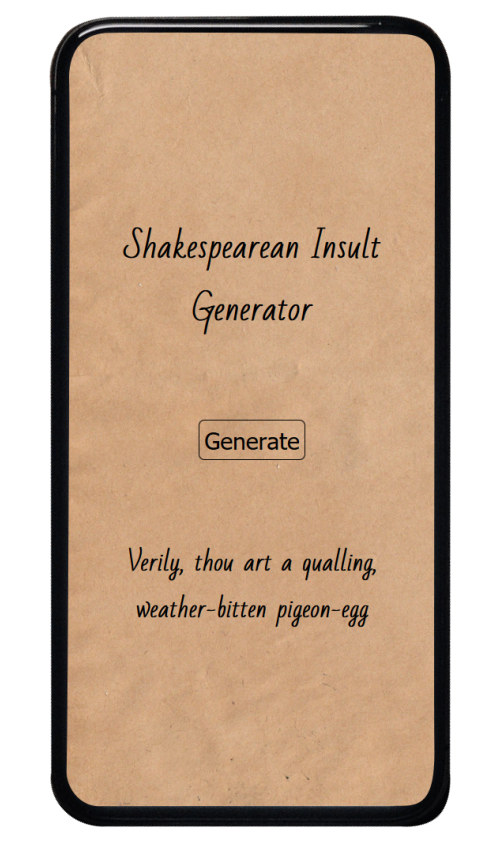 Shakespearean Insult
Generator
Generate
Verily, thou art a qualling,
weather-bitten pigeon-egg